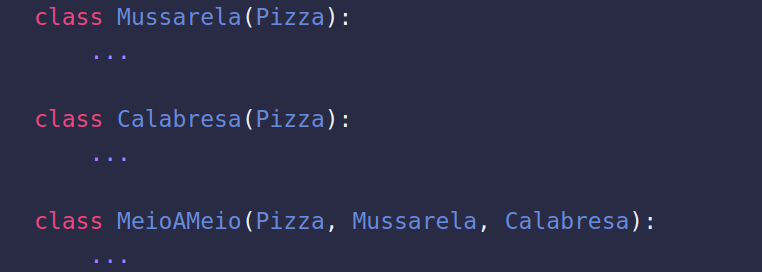 class Mussarela(Pizza):
    ...
class Calabresa(Pizza):
    ...
class MeioAMeio(Pizza, Mussarela, Calabresa):
    ...